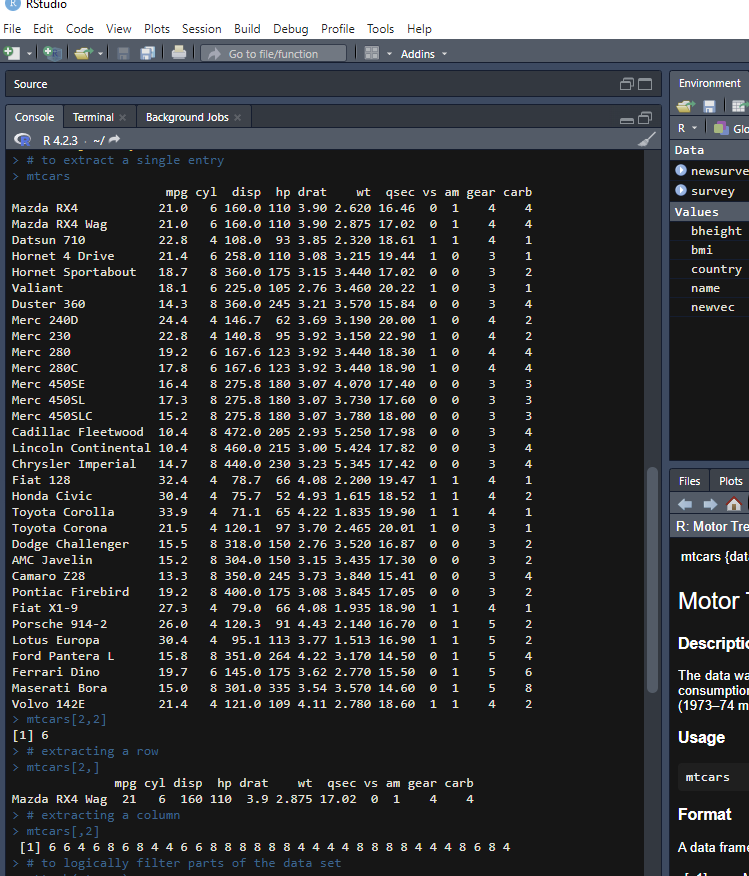 RStudio
File Edit Code View Plots Session Build Debug Profile Tools Help
Go to file/function Addins
Source
Console Terminal Background Jobs
R 4.2.3 · ~/
> # to extract a single entry
> mtcars
mpg cyl disp hp drat wt qsec vs am gear carb
Mazda RX4 21.0 6 160.0 110 3.90 2.620 16.46 0 1 4 4
Mazda RX4 Wag 21.0 6 160.0 110 3.90 2.875 17.02 0 1 4 4
Datsun 710 22.8 4 108.0 93 3.85 2.320 18.61 1 1 4 1
Hornet 4 Drive 21.4 6 258.0 110 3.08 3.215 19.44 1 0 3 1
Hornet Sportabout 18.7 8 360.0 175 3.15 3.440 17.02 0 0 3 2
Valiant 18.1 6 225.0 105 2.76 3.460 20.22 1 0 3 1
Duster 360 14.3 8 360.0 245 3.21 3.570 15.84 0 0 3 4
Merc 240D 24.4 4 146.7 62 3.69 3.190 20.00 1 0 4 2
Merc 230 22.8 4 140.8 95 3.92 3.150 22.90 1 0 4 2
Merc 280 19.2 6 167.6 123 3.92 3.440 18.30 1 0 4 4
Merc 280C 17.8 6 167.6 123 3.92 3.440 18.90 1 0 4 4
Merc 450SE 16.4 8 275.8 180 3.07 4.070 17.40 0 0 3 3
Merc 450SL 17.3 8 275.8 180 3.07 3.730 17.60 0 0 3 3
Merc 450SLC 15.2 8 275.8 180 3.07 3.780 18.00 0 0 3 3
Cadillac Fleetwood 10.4 8 472.0 205 2.93 5.250 17.98 0 0 3 4
Lincoln Continental 10.4 8 460.0 215 3.00 5.424 17.82 0 0 3 4
Chrysler Imperial 14.7 8 440.0 230 3.23 5.345 17.42 0 0 3 4
Fiat 128 32.4 4 78.7 66 4.08 2.200 19.47 1 1 4 1
Honda Civic 30.4 4 75.7 52 4.93 1.615 18.52 1 1 4 2
Toyota Corolla 33.9 4 71.1 65 4.22 1.835 19.90 1 1 4 1
Toyota Corona 21.5 4 120.1 97 3.70 2.465 20.01 1 0 3 1
Dodge Challenger 15.5 8 318.0 150 2.76 3.520 16.87 0 0 3 2
AMC Javelin 15.2 8 304.0 150 3.15 3.435 17.30 0 0 3 2
Camaro Z28 13.3 8 350.0 245 3.73 3.840 15.41 0 0 3 4
Pontiac Firebird 19.2 8 400.0 175 3.08 3.845 17.05 0 0 3 2
Fiat X1-9 27.3 4 79.0 66 4.08 1.935 18.90 1 1 4 1
Porsche 914-2 26.0 4 120.3 91 4.43 2.140 16.70 0 1 5 2
Lotus Europa 30.4 4 95.1 113 3.77 1.513 16.90 1 1 5 2
Ford Pantera L 15.8 8 351.0 264 4.22 3.170 14.50 0 1 5 4
Ferrari Dino 19.7 6 145.0 175 3.62 2.770 15.50 0 1 5 6
Maserati Bora 15.0 8 301.0 335 3.54 3.570 14.60 0 1 5 8
Volvo 142E 21.4 4 121.0 109 4.11 2.780 18.60 1 1 4 2
> mtcars[2,2]
[1] 6
> # extracting a row
> mtcars[2,]
mpg cyl disp hp drat wt qsec vs am gear carb
Mazda RX4 Wag 21 6 160 110 3.9 2.875 17.02 0 1 4 4
> # extracting a column
> mtcars[,2]
[1] 6 6 4 6 8 6 8 4 4 6 6 8 8 8 8 8 8 4 4 4 4 8 8 8 8 4 4 4 8 6 8 4
> # to logically filter parts of the data set
Environment
R Glo
Data
newsurve
survey
Values
bheight
bmi
country
name
newvec
Files Plots
R: Motor Tre
mtcars {dat
Motor T
Descriptio
The data wa
consumption
(1973–74 m
Usage
mtcars
Format
A data frame